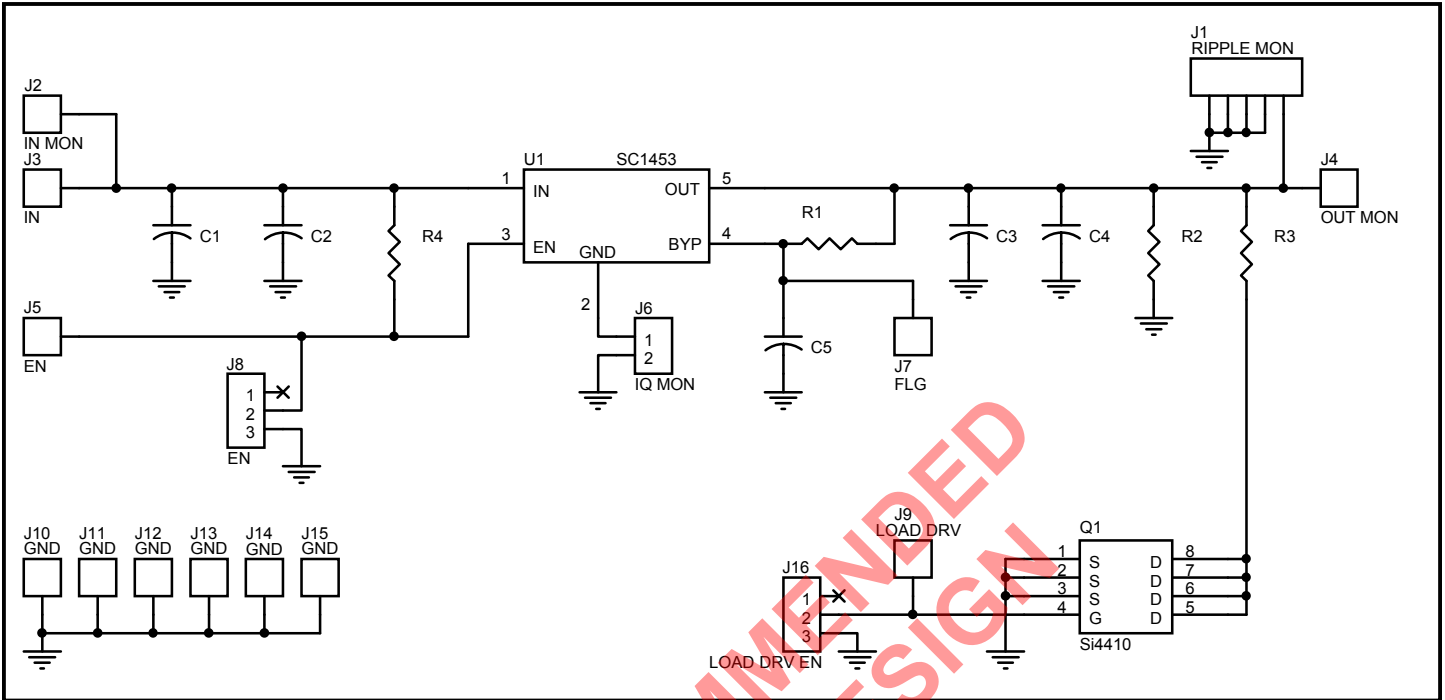 J1
RIPPLE MON
J2
IN MON
J3
IN
U1 SC1453
1 IN OUT 5
3 EN GND BYP 4
2
J4
OUT MON
C1 C2 R4
R1
C3 C4 R2 R3
J5
EN
J6
1
2
IQ MON
C5
J7
FLG
J8
1
2
3
EN
J10 J11 J12 J13 J14 J15
GND GND GND GND GND GND
J9
LOAD DRV
J16
1
2
3
LOAD DRV EN
Q1
1 S D 8
2 S D 7
3 S D 6
4 G D 5
Si4410